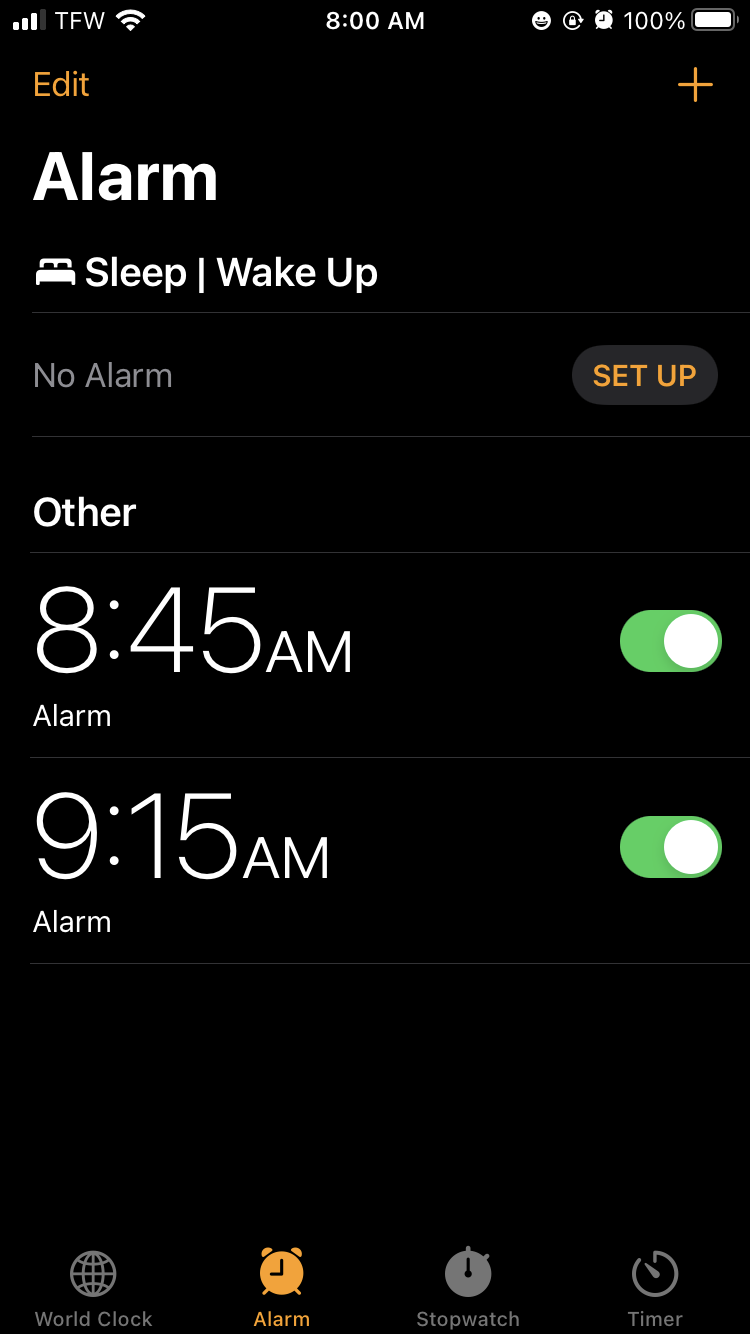 TFW 8:00 AM 100%
Edit
Alarm
Sleep | Wake Up
No Alarm SET UP
Other
8:45AM
Alarm
9:15AM
Alarm
World Clock Alarm Stopwatch Timer